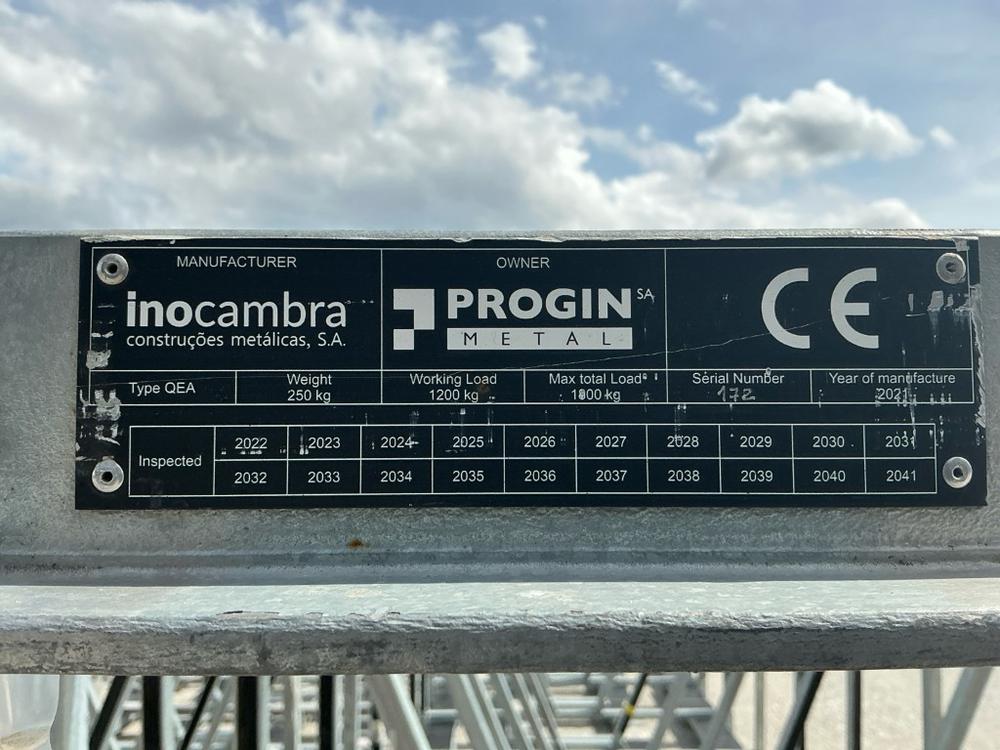 MANUFACTURER
inocambra
construções metálicas, S.A.
OWNER
PROGIN SA
METAL
CE
Type QEA
Weight
250 kg
Working Load
1200 kg
Max total Load
kg
Serial Number
172
Year of manufacture
2021
Inspected
2022 2023 2024 2025 2026 2027 2028 2029 2030 2031
2032 2033 2034 2035 2036 2037 2038 2039 2040 2041